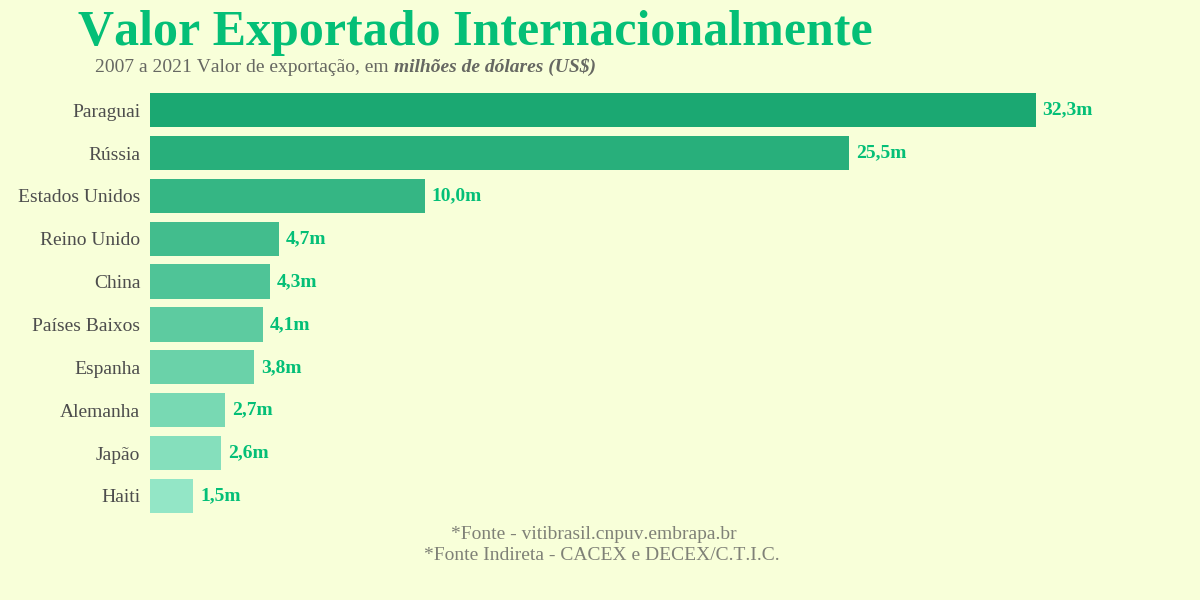 Valor Exportado Internacionalmente
2007 a 2021 Valor de exportação, em milhões de dólares (US$)
Paraguai 32,3m
Rússia 25,5m
Estados Unidos 10,0m
Reino Unido 4,7m
China 4,3m
Países Baixos 4,1m
Espanha 3,8m
Alemanha 2,7m
Japão 2,6m
Haiti 1,5m
*Fonte - vitibrasil.cnpuv.embrapa.br
*Fonte Indireta - CACEX e DECEX/C.T.I.C.